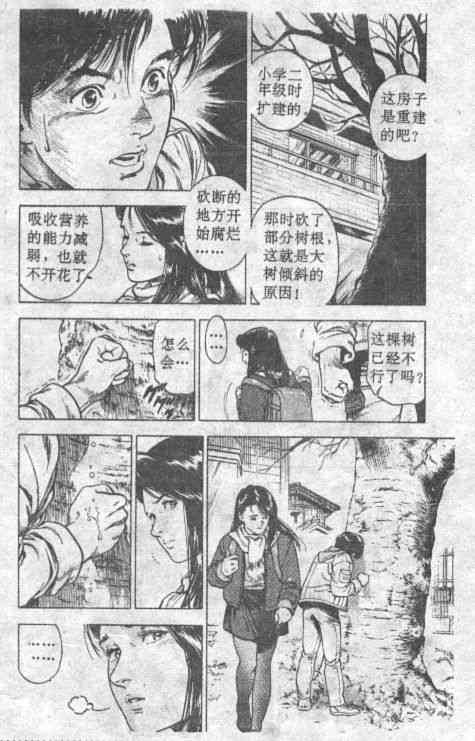 这房子
是重建
的吧？
小学二
年级时
扩建的
那时砍了
部分树根，
这就是大
树倾斜的
原因！
砍断的
地方开
始腐烂
……
吸收营养
的能力减
弱，也就
不开花了
这棵树
已经不
行了吗？
……
怎么
会…
……